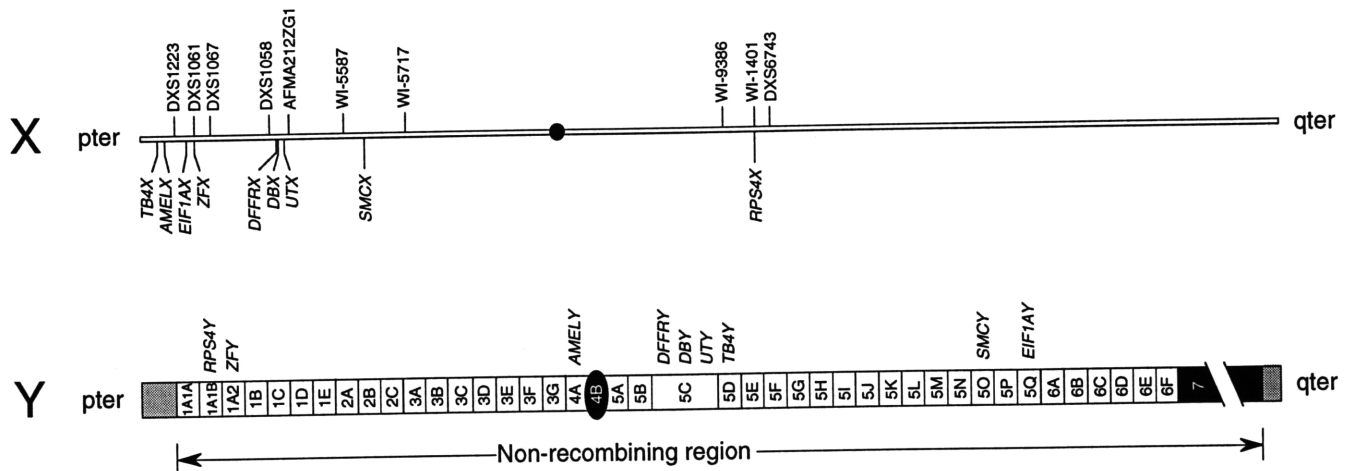 DXS1223
DXS1061
DXS1067
DXS1058
AFMA212ZG1
WI-5587
WI-5717
WI-9386
WI-1401
DXS6743
X
pter
qter
TB4X
AMELX
EIF1AX
ZFX
DFFRX
DBX
UTX
SMCX
RPS4X
RPS4Y
ZFY
AMELY
DFFRY
DBY
UTY
TB4Y
SMCY
EIF1AY
Y
pter
1A1A
1A1B
1A2
1B
1C
1D
1E
2A
2B
2C
3A
3B
3C
3D
3E
3F
3G
4A
4B
5A
5B
5C
5D
5E
5F
5G
5H
5I
5J
5K
5L
5M
5N
5O
5P
5Q
6A
6B
6C
6D
6E
6F
7
qter
Non-recombining region